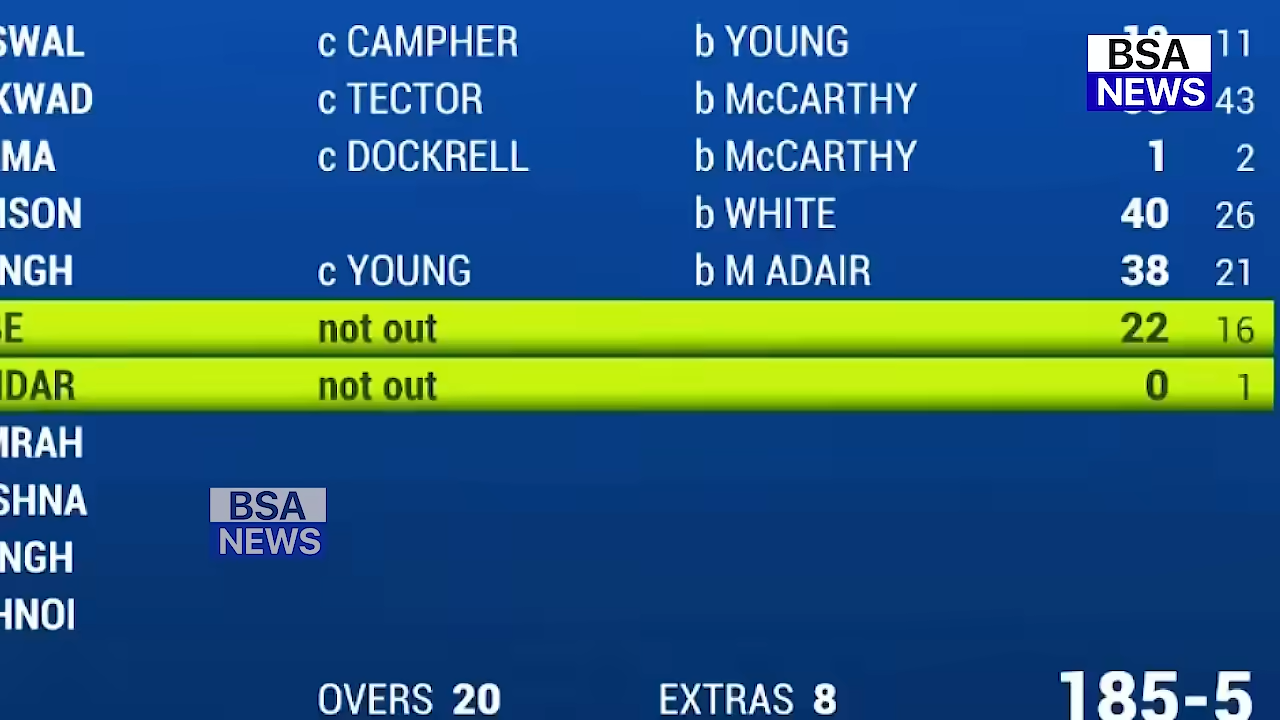 SWAL c CAMPHER b YOUNG 11
KWAD c TECTOR b McCARTHY 43
MA c DOCKRELL b McCARTHY 1 2
SON b WHITE 40 26
NGH c YOUNG b M ADAIR 38 21
E not out 22 16
DAR not out 0 1
MRAH
SHNA
NGH
HNOI
OVERS 20 EXTRAS 8 185-5
BSA
NEWS
BSA
NEWS